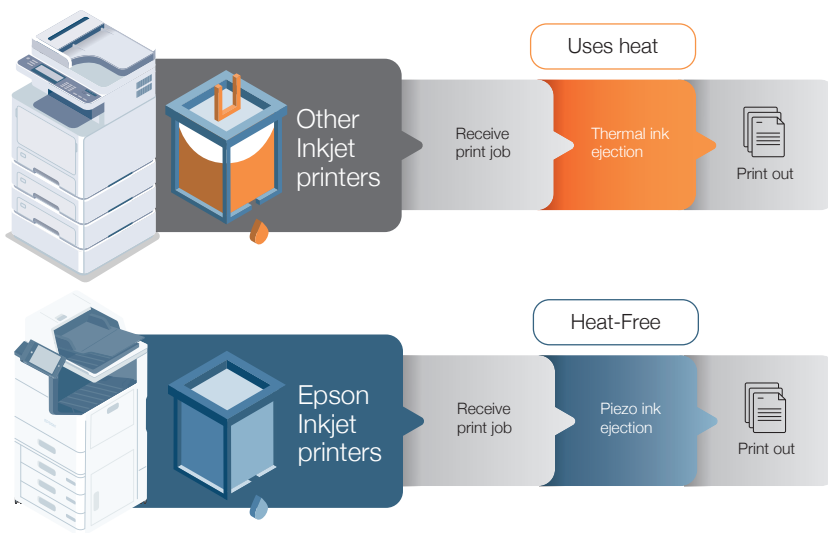 Uses heat
Other
Inkjet
printers
Receive
print job
Thermal ink
ejection
Print out
Heat-Free
Epson
Inkjet
printers
Receive
print job
Piezo ink
ejection
Print out